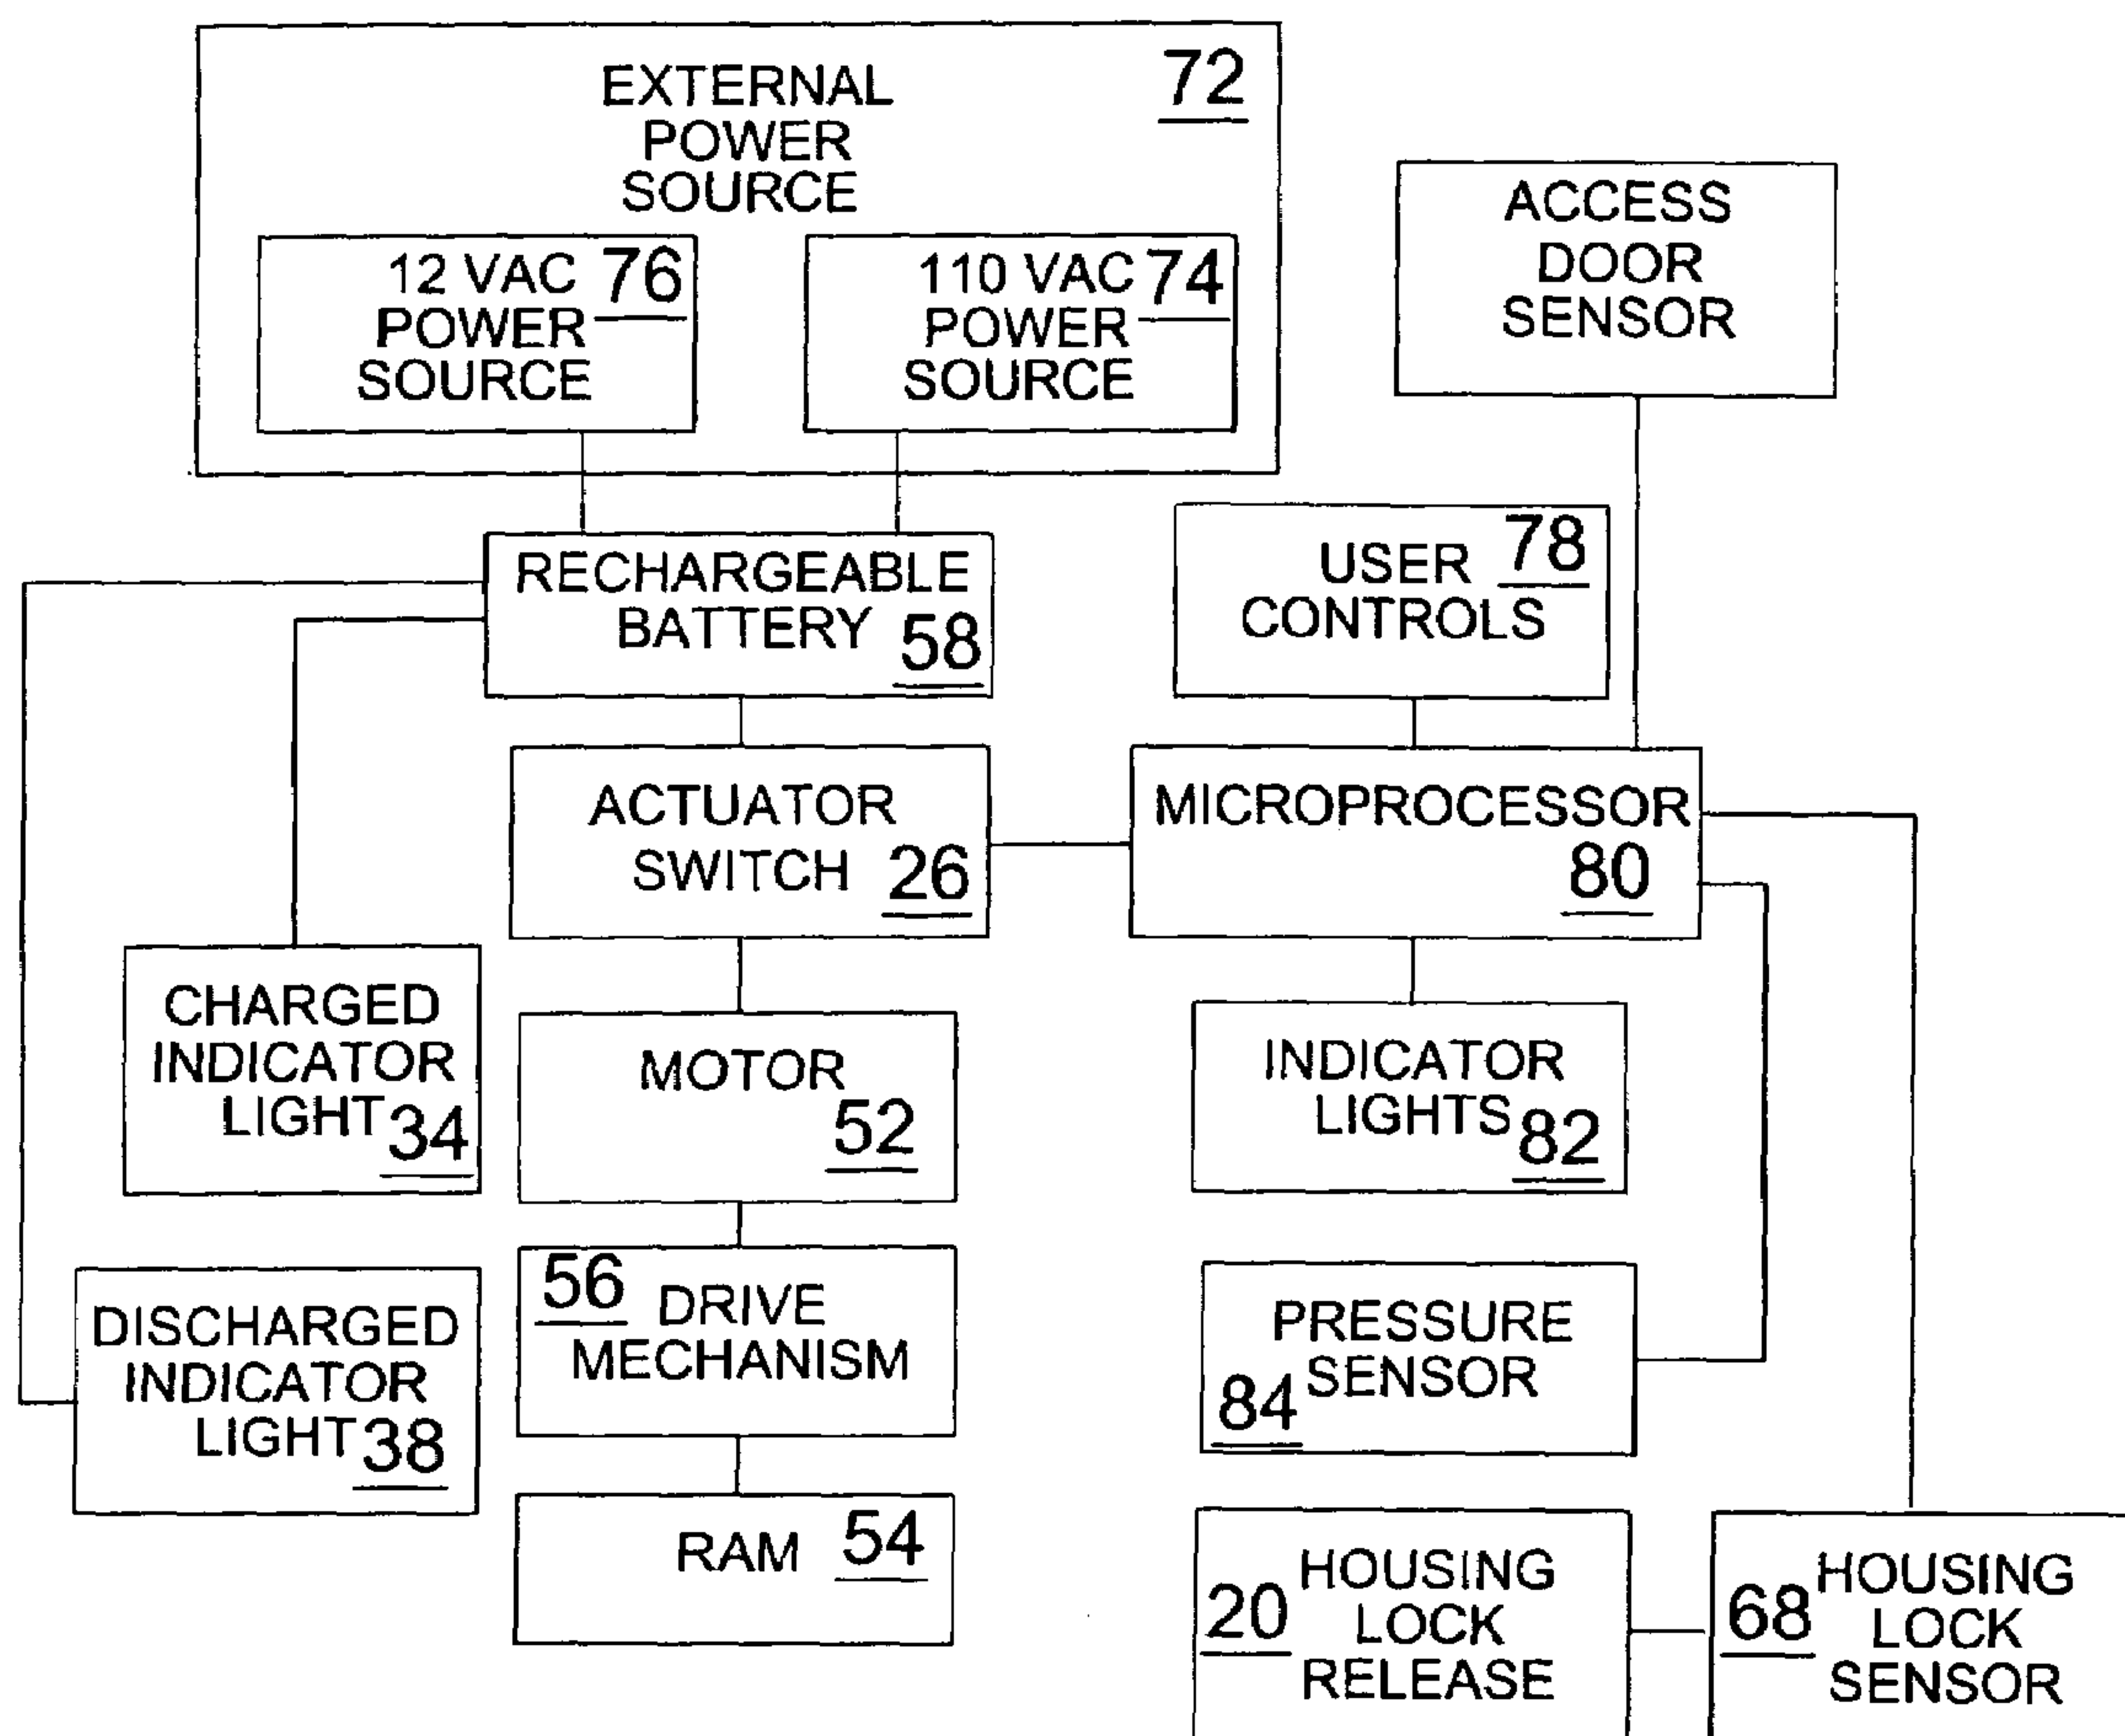 EXTERNAL 72
POWER
SOURCE
12 VAC 76
POWER
SOURCE
110 VAC 74
POWER
SOURCE
ACCESS
DOOR
SENSOR
RECHARGEABLE
BATTERY 58
USER 78
CONTROLS
ACTUATOR
SWITCH 26
MICROPROCESSOR
80
CHARGED
INDICATOR
LIGHT 34
MOTOR
52
INDICATOR
LIGHTS 82
DISCHARGED
INDICATOR
LIGHT 38
56 DRIVE
MECHANISM
PRESSURE
84 SENSOR
RAM 54
HOUSING
20 LOCK
RELEASE
HOUSING
68 LOCK
SENSOR